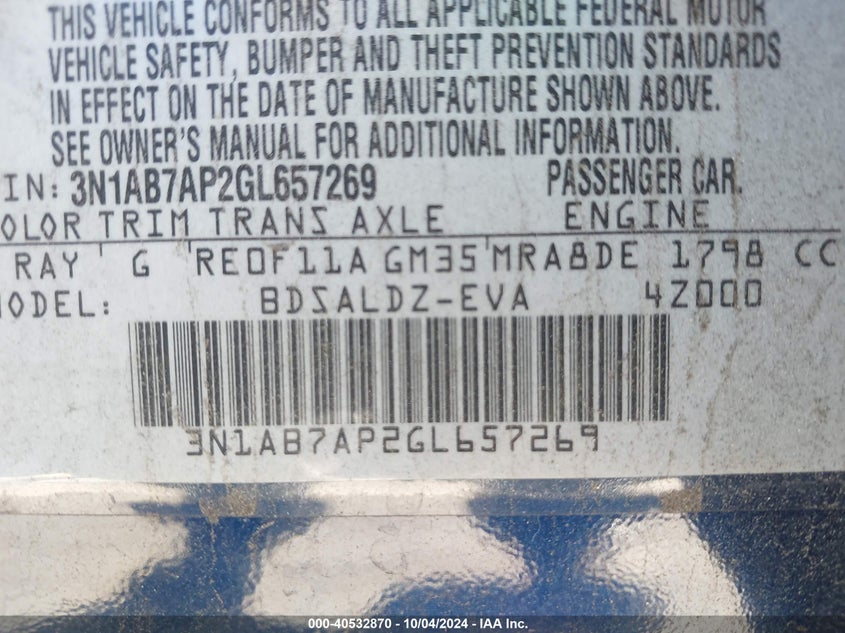 THIS VEHICLE CONFORMS TO ALL APPLICABLE FEDERAL MOTOR
VEHICLE SAFETY, BUMPER AND THEFT PREVENTION STANDARDS
IN EFFECT ON THE DATE OF MANUFACTURE SHOWN ABOVE.
SEE OWNER'S MANUAL FOR ADDITIONAL INFORMATION.
IN: 3N1AB7AP2GL657269 PASSENGER CAR.
OLOR TRIM TRANS AXLE ENGINE
RAY G RE0F11A GM35 MRA8DE 1798 CC
ODEL: BDSALDZ-EVA 4Z000
3N1AB7AP2GL657269
000-40532870 - 10/04/2024 - IAA Inc.